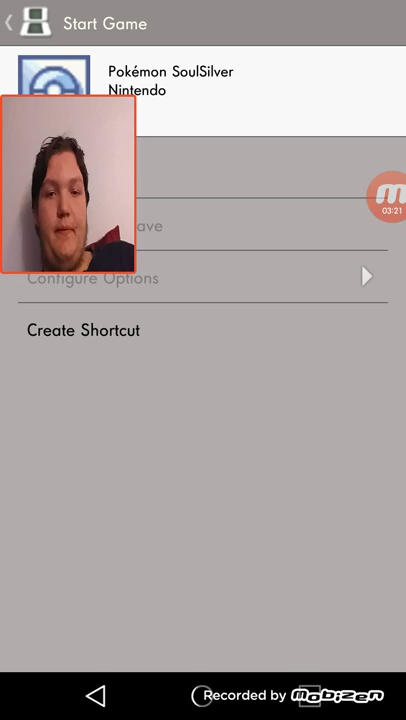 Start Game
Pokémon SoulSilver
Nintendo
ave
03:21
Configure Options
Create Shortcut
Recorded by Mobizen